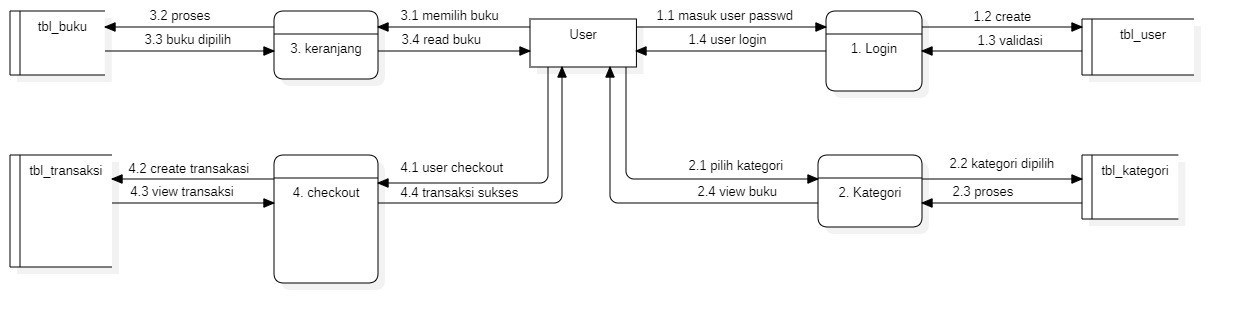 tbl_buku
3.2 proses
3.3 buku dipilih
3. keranjang
3.1 memilih buku
3.4 read buku
User
1.1 masuk user passwd
1.4 user login
1. Login
1.2 create
1.3 validasi
tbl_user
tbl_transaksi
4.2 create transakasi
4.3 view transaksi
4. checkout
4.1 user checkout
4.4 transaksi sukses
2.1 pilih kategori
2.4 view buku
2. Kategori
2.2 kategori dipilih
2.3 proses
tbl_kategori